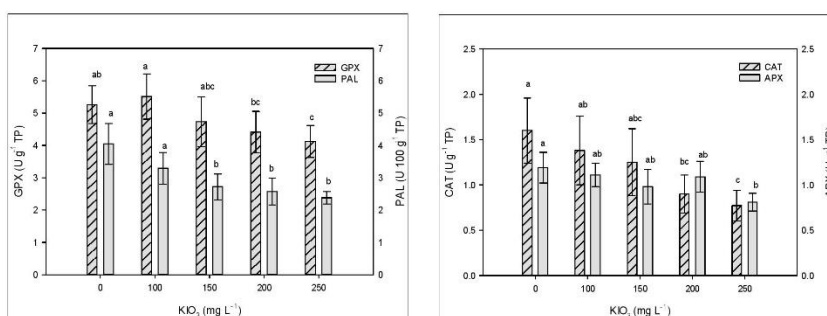 7
6
5
4
3
2
1
0
GPX (U g⁻¹ TP)
GPX
PAL
ab
a
a
a
abc
b
bc
b
c
b
7
6
5
4
3
2
1
0
PAL (U 100 g⁻¹ TP)
0 100 150 200 250
KIO₃ (mg L⁻¹)
2.5
2.0
1.5
1.0
0.5
0.0
CAT (U g⁻¹ TP)
CAT
APX
a
a
ab
ab
abc
ab
bc
ab
c
b
2.5
2.0
1.5
1.0
0.5
0.0
0 100 150 200 250
KIO₃ (mg L⁻¹)